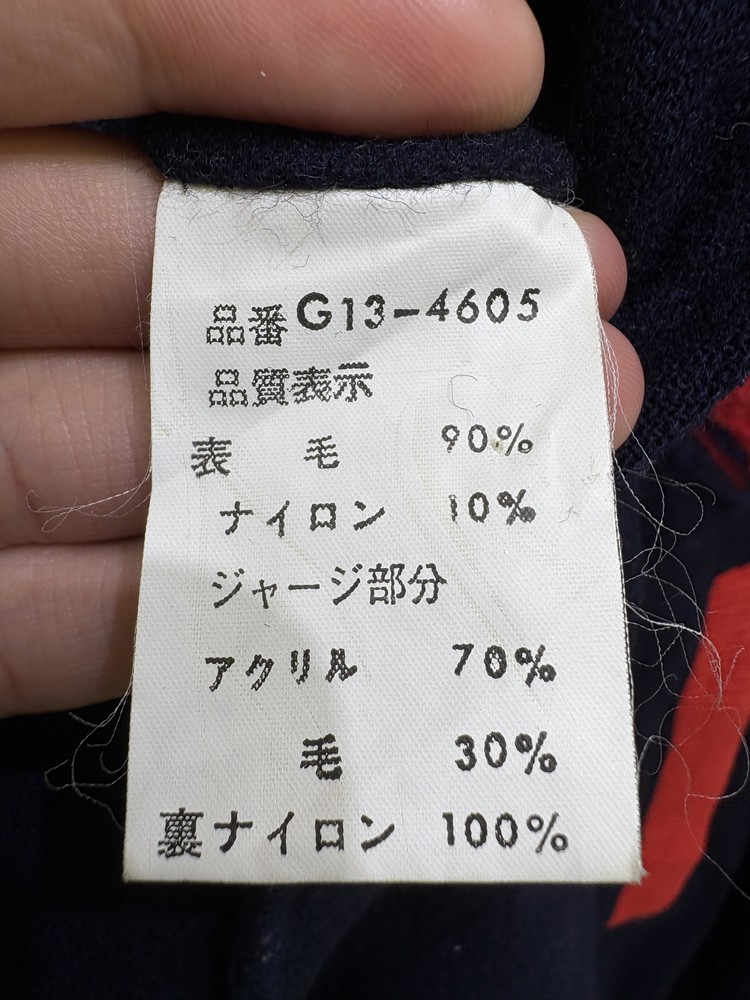 品番G13-4605
品質表示
表 毛 90%
ナイロン 10%
ジャージ部分
アクリル 70%
毛 30%
裏ナイロン 100%